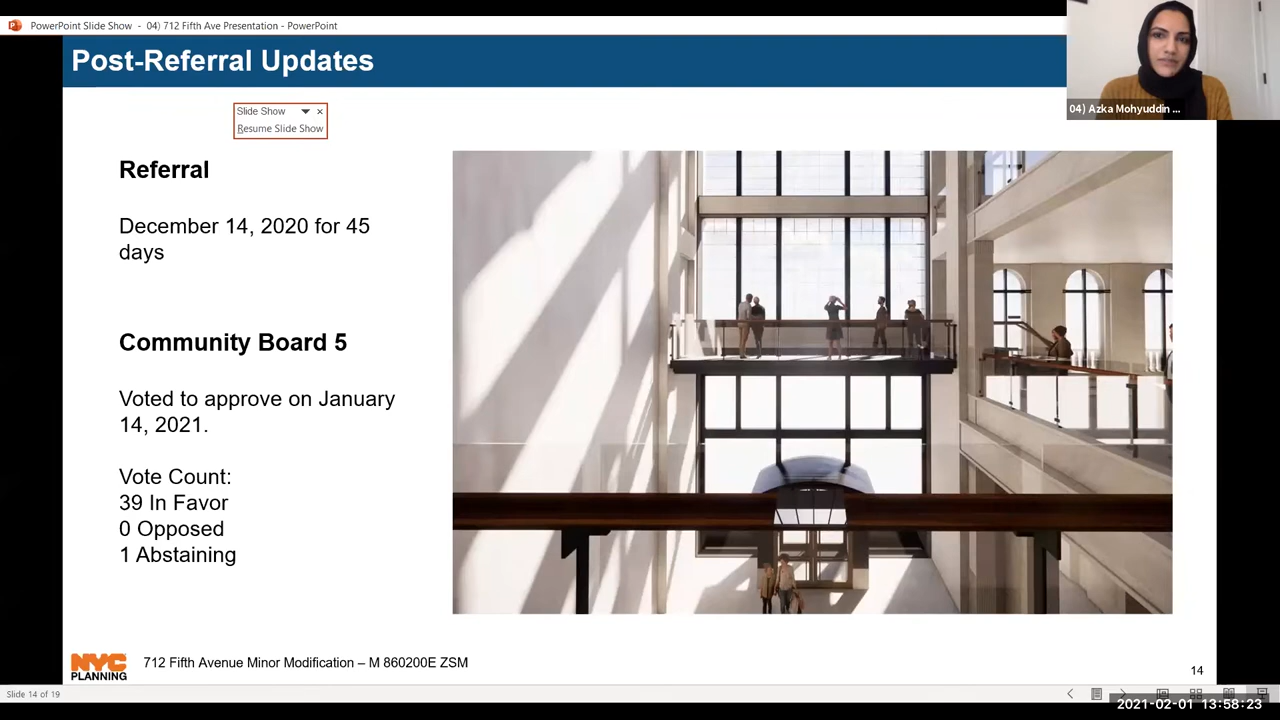 PowerPoint Slide Show - 04) 712 Fifth Ave Presentation - PowerPoint
Post-Referral Updates
04) Azka Mohyuddin ...
Slide Show
Resume Slide Show
Referral
December 14, 2020 for 45
days
Community Board 5
Voted to approve on January
14, 2021.
Vote Count:
39 In Favor
0 Opposed
1 Abstaining
NYC
PLANNING
712 Fifth Avenue Minor Modification – M 860200E ZSM
14
Slide 14 of 19
2021-02-01 13:58:23